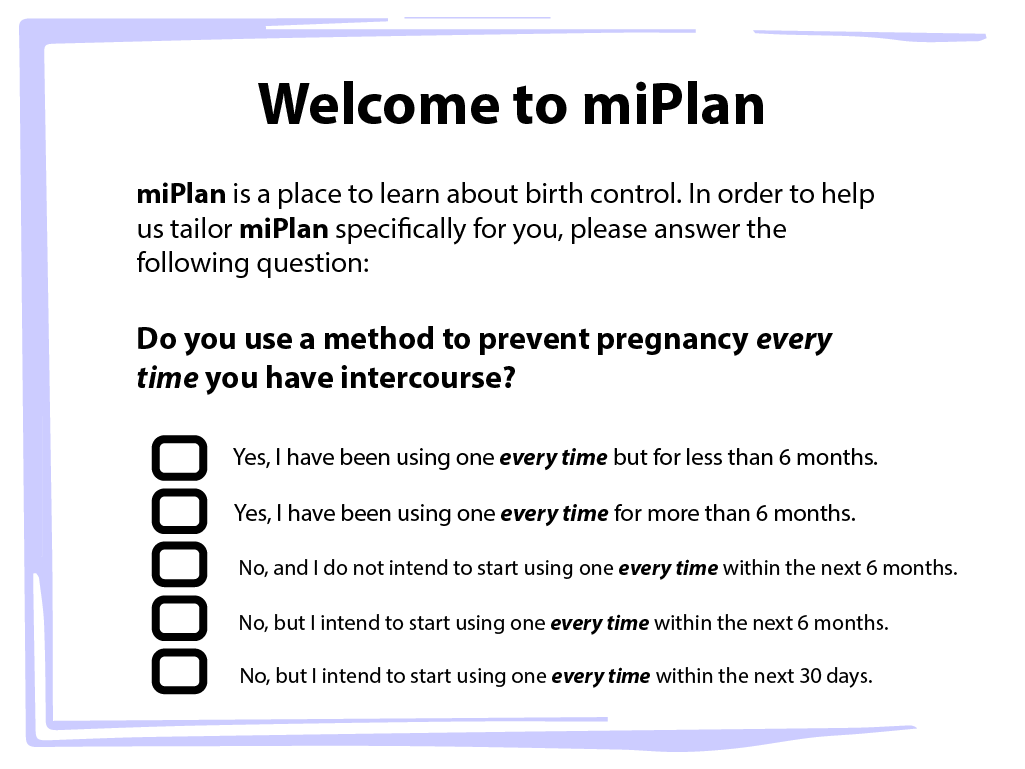 Welcome to miPlan
miPlan is a place to learn about birth control. In order to help
us tailor miPlan specifically for you, please answer the
following question:
Do you use a method to prevent pregnancy every
time you have intercourse?
Yes, I have been using one every time but for less than 6 months.
Yes, I have been using one every time for more than 6 months.
No, and I do not intend to start using one every time within the next 6 months.
No, but I intend to start using one every time within the next 6 months.
No, but I intend to start using one every time within the next 30 days.